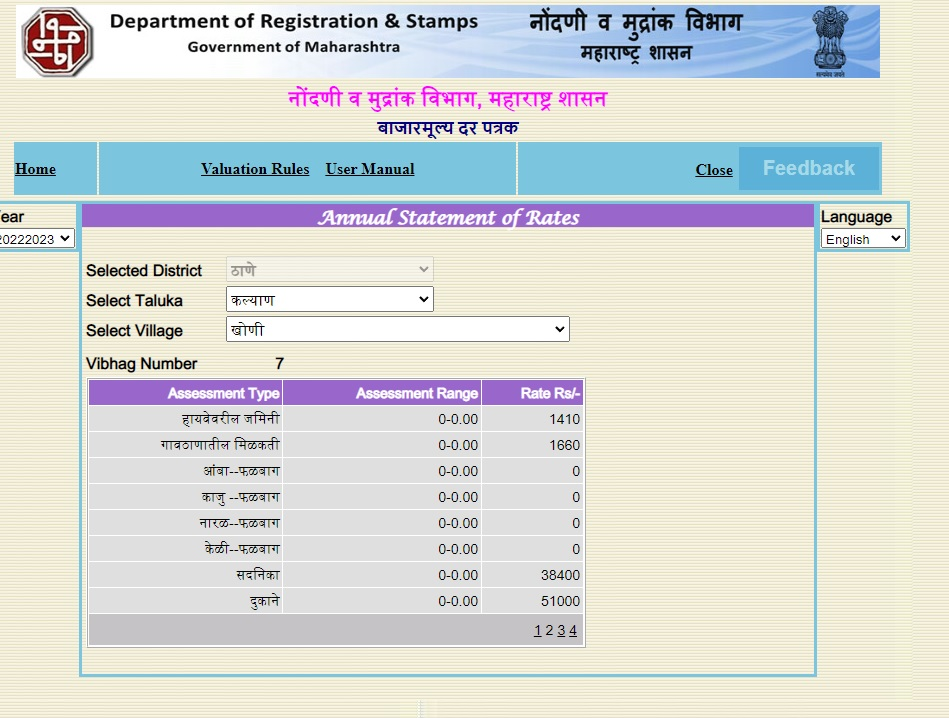 Department of Registration & Stamps
Government of Maharashtra
नोंदणी व मुद्रांक विभाग
महाराष्ट्र शासन
सत्यमेव जयते
नोंदणी व मुद्रांक विभाग, महाराष्ट्र शासन
बाजारमूल्य दर पत्रक
Home Valuation Rules User Manual Close Feedback
ear Annual Statement of Rates Language
20222023 English
Selected District ठाणे
Select Taluka कल्याण
Select Village खोणी
Vibhag Number 7
Assessment Type Assessment Range Rate Rs/-
हायवेवरील जमिनी 0-0.00 1410
गावठाणातील मिळकती 0-0.00 1660
आंबा--फळबाग 0-0.00 0
काजु --फळबाग 0-0.00 0
नारळ--फळबाग 0-0.00 0
केळी--फळबाग 0-0.00 0
सदनिका 0-0.00 38400
दुकाने 0-0.00 51000
1 2 3 4